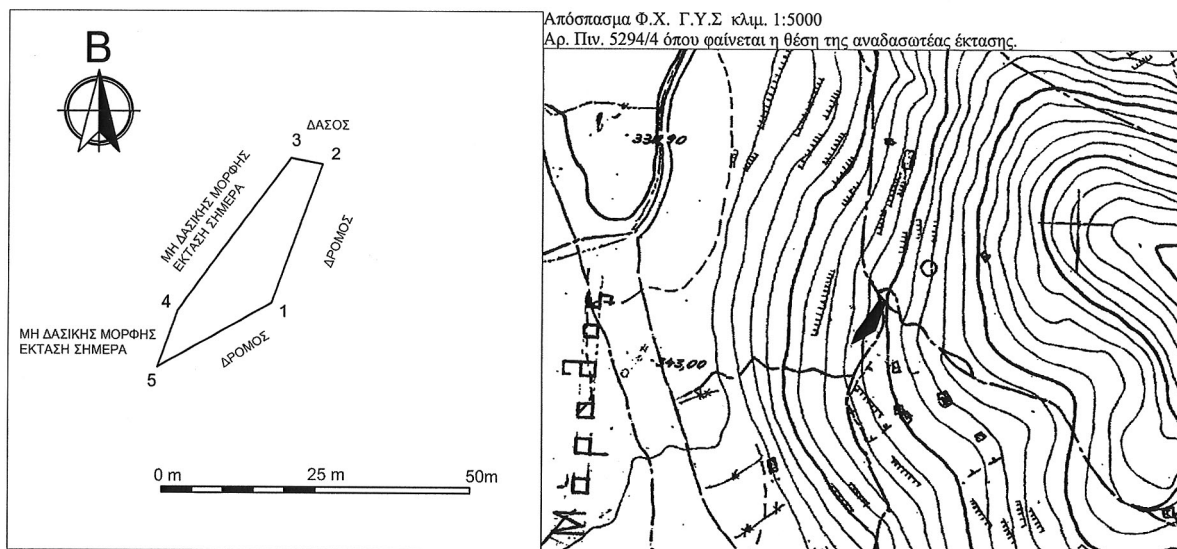 Απόσπασμα Φ.Χ. Γ.Υ.Σ κλιμ. 1:5000
Αρ. Πιν. 5294/4 όπου φαίνεται η θέση της αναδασωτέας έκτασης.
Β
ΔΑΣΟΣ
3
2
ΜΗ ΔΑΣΙΚΗΣ ΜΟΡΦΗΣ
ΕΚΤΑΣΗ ΣΗΜΕΡΑ
ΔΡΟΜΟΣ
4
1
ΜΗ ΔΑΣΙΚΗΣ ΜΟΡΦΗΣ
ΕΚΤΑΣΗ ΣΗΜΕΡΑ
ΔΡΟΜΟΣ
5
0 m
25 m
50m
343,00